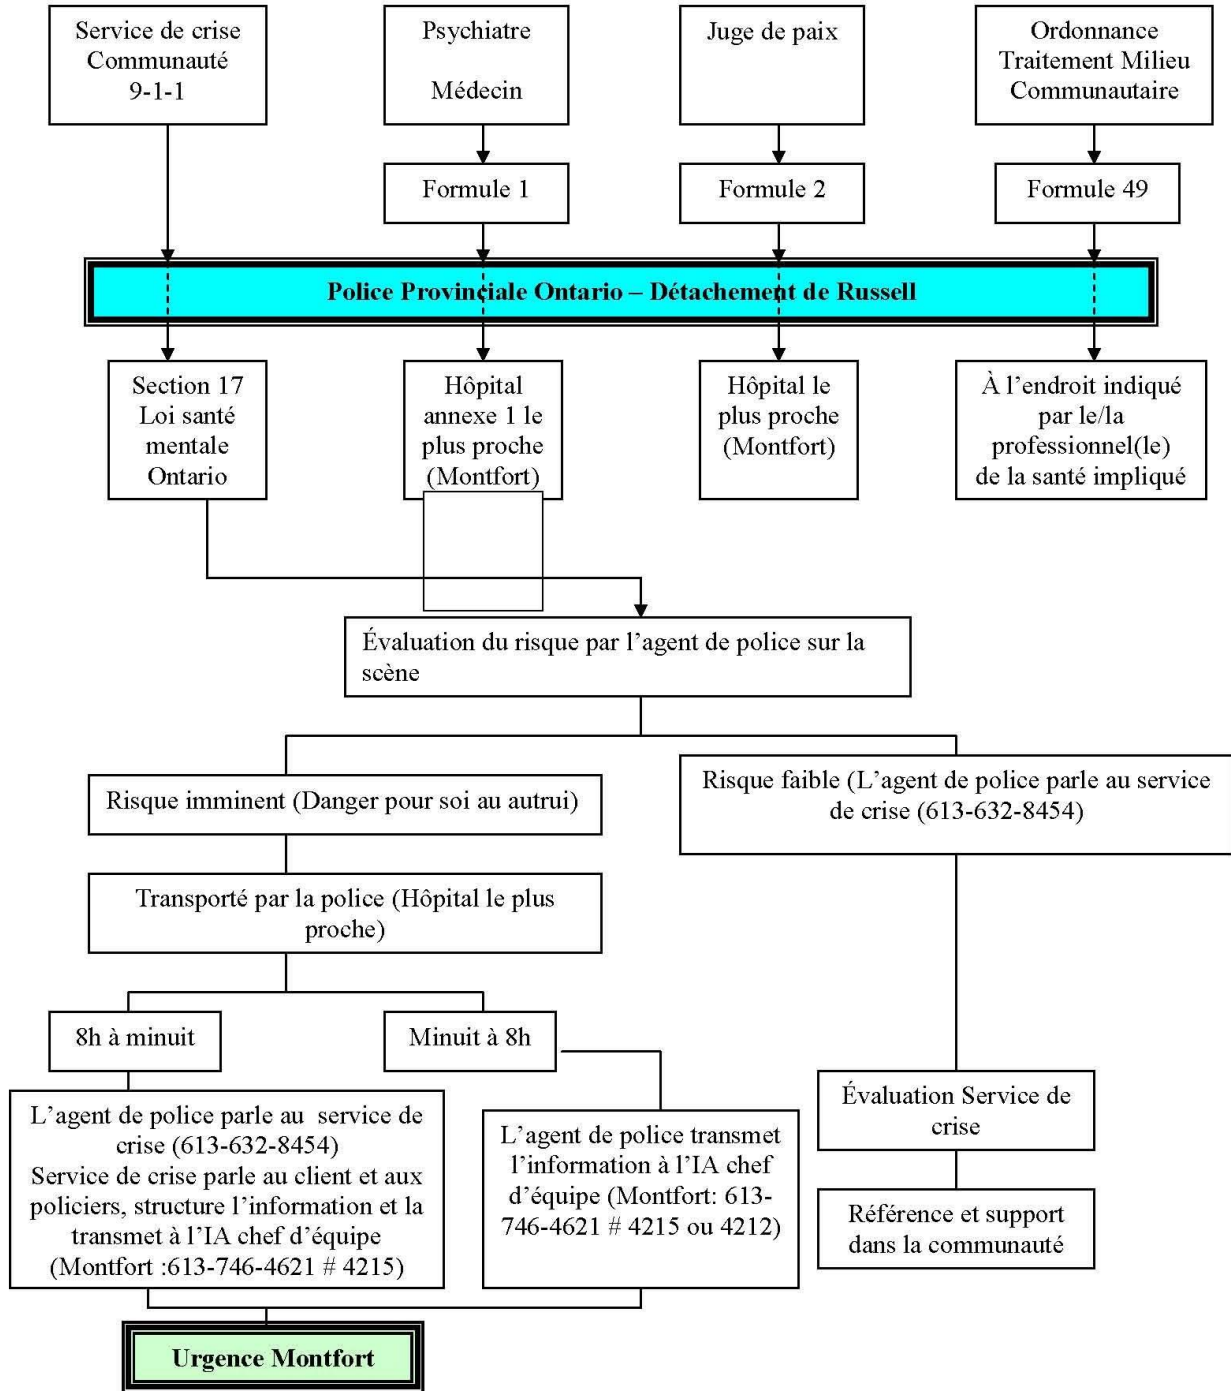 Service de crise
Communauté
9-1-1
Psychiatre
Médecin
Juge de paix
Ordonnance
Traitement Milieu
Communautaire
Formule 1
Formule 2
Formule 49
Police Provinciale Ontario – Détachement de Russell
Section 17
Loi santé
mentale
Ontario
Hôpital
annexe 1 le
plus proche
(Montfort)
Hôpital le
plus proche
(Montfort)
À l’endroit indiqué
par le/la
professionnel(le)
de la santé impliqué
Évaluation du risque par l’agent de police sur la
scène
Risque imminent (Danger pour soi au autrui)
Risque faible (L’agent de police parle au service
de crise (613-632-8454)
Transporté par la police (Hôpital le plus
proche)
8h à minuit
Minuit à 8h
L’agent de police parle au service de
crise (613-632-8454)
Service de crise parle au client et aux
policiers, structure l’information et la
transmet à l’IA chef d’équipe
(Montfort :613-746-4621 # 4215)
L’agent de police transmet
l’information à l’IA chef
d’équipe (Montfort: 613-
746-4621 # 4215 ou 4212)
Évaluation Service de
crise
Référence et support
dans la communauté
Urgence Montfort